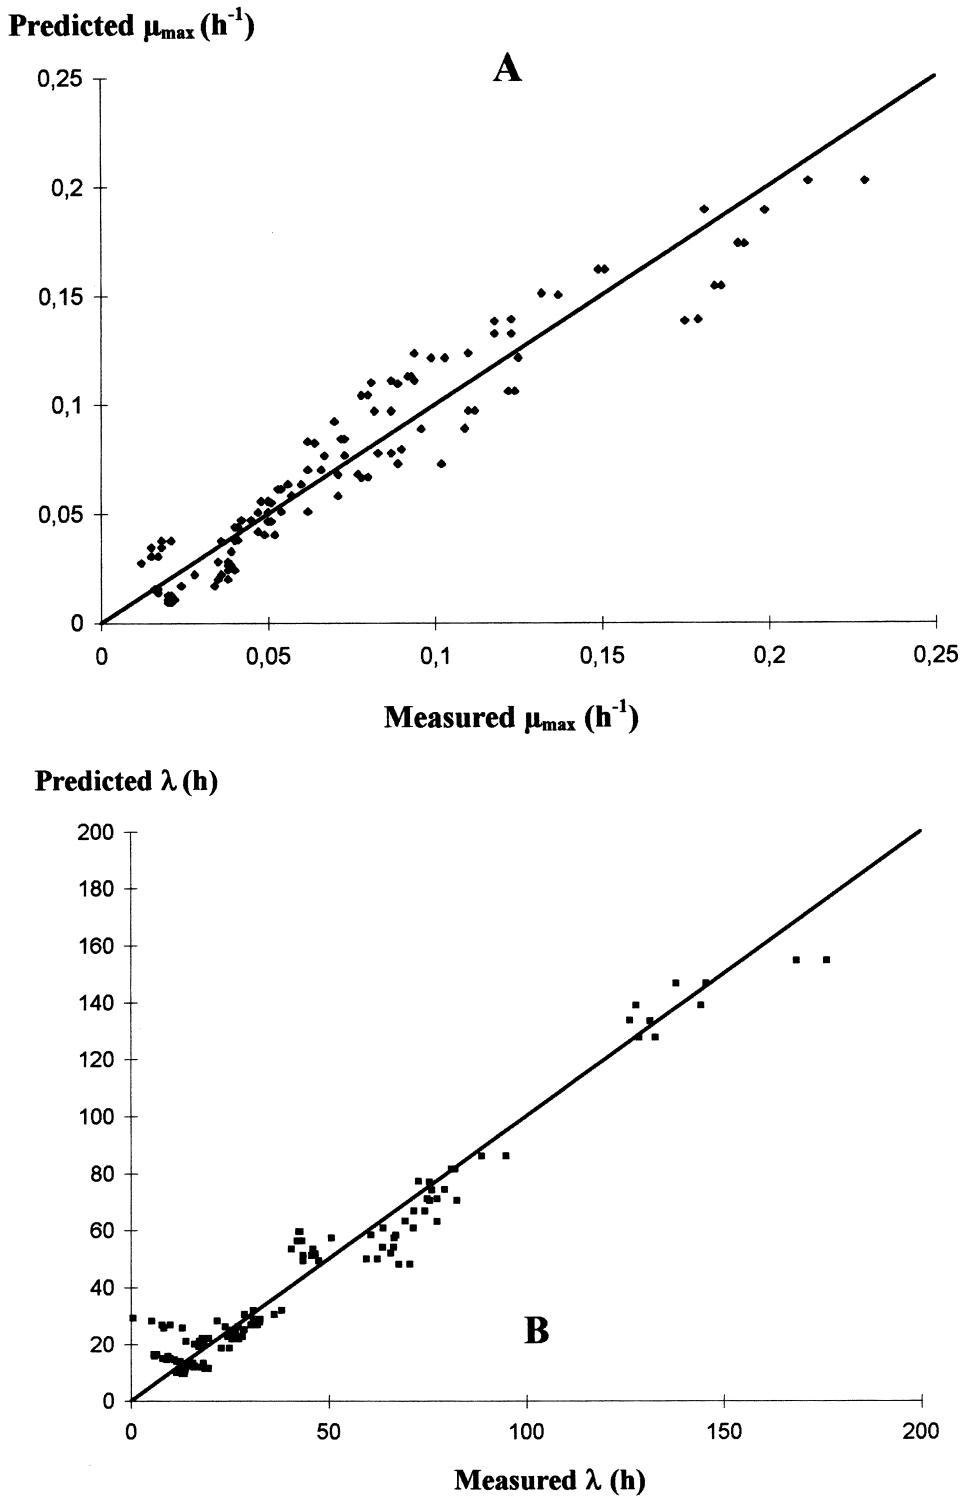 Predicted μmax (h-1)
A
0,25
0,2
0,15
0,1
0,05
0
0 0,05 0,1 0,15 0,2 0,25
Measured μmax (h-1)
Predicted λ (h)
200
180
160
140
120
100
80
60
40
B
20
0
0 50 100 150 200
Measured λ (h)